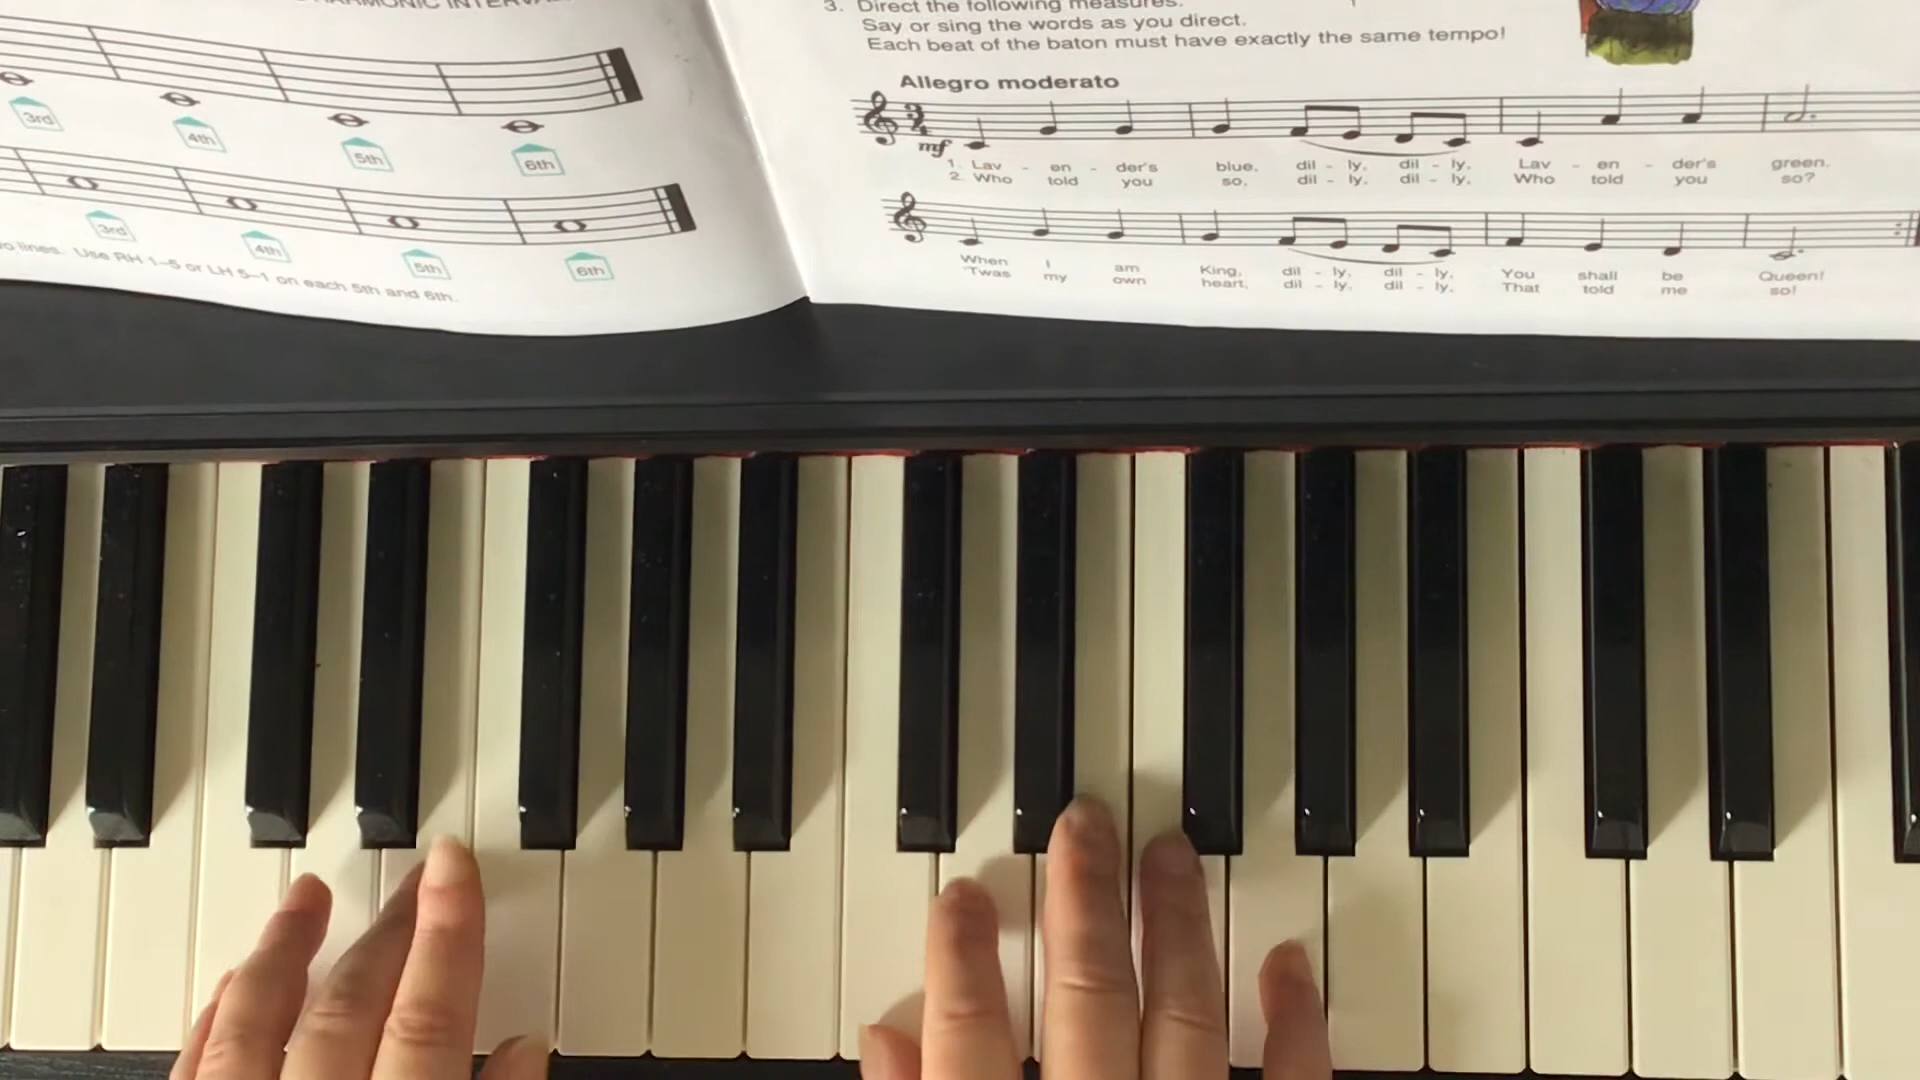 HARMONIC INTERVAL
3rd 4th 5th 6th
3rd 4th 5th 6th
lines. Use RH 1–5 or LH 5–1 on each 5th and 6th.
3. Direct the following measures.
Say or sing the words as you direct.
Each beat of the baton must have exactly the same tempo!
Allegro moderato
mf
1. Lav - en - der's blue, dil - ly, dil - ly, Lav - en - der's green,
2. Who told you so, dil - ly, dil - ly, Who told you so?
When I am King, dil - ly, dil - ly, You shall be Queen!
'Twas my own heart, dil - ly, dil - ly, That told me so!